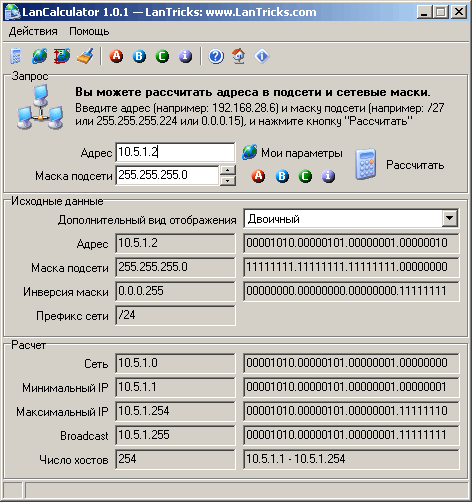 LanCalculator 1.0.1 -- LanTricks: www.LanTricks.com
Действия Помощь
A B C i ? i
Запрос
Вы можете рассчитать адреса в подсети и сетевые маски.
Введите адрес (например: 192.168.28.6) и маску подсети (например: /27
или 255.255.255.224 или 0.0.0.15), и нажмите кнопку "Рассчитать"
Адрес 10.5.1.2 Мои параметры
Рассчитать
Маска подсети 255.255.255.0 A B C i
Исходные данные
Дополнительный вид отображения Двоичный
Адрес 10.5.1.2 00001010.00000101.00000001.00000010
Маска подсети 255.255.255.0 11111111.11111111.11111111.00000000
Инверсия маски 0.0.0.255 00000000.00000000.00000000.11111111
Префикс сети /24
Расчет
Сеть 10.5.1.0 00001010.00000101.00000001.00000000
Минимальный IP 10.5.1.1 00001010.00000101.00000001.00000001
Максимальный IP 10.5.1.254 00001010.00000101.00000001.11111110
Broadcast 10.5.1.255 00001010.00000101.00000001.11111111
Число хостов 254 10.5.1.1 - 10.5.1.254